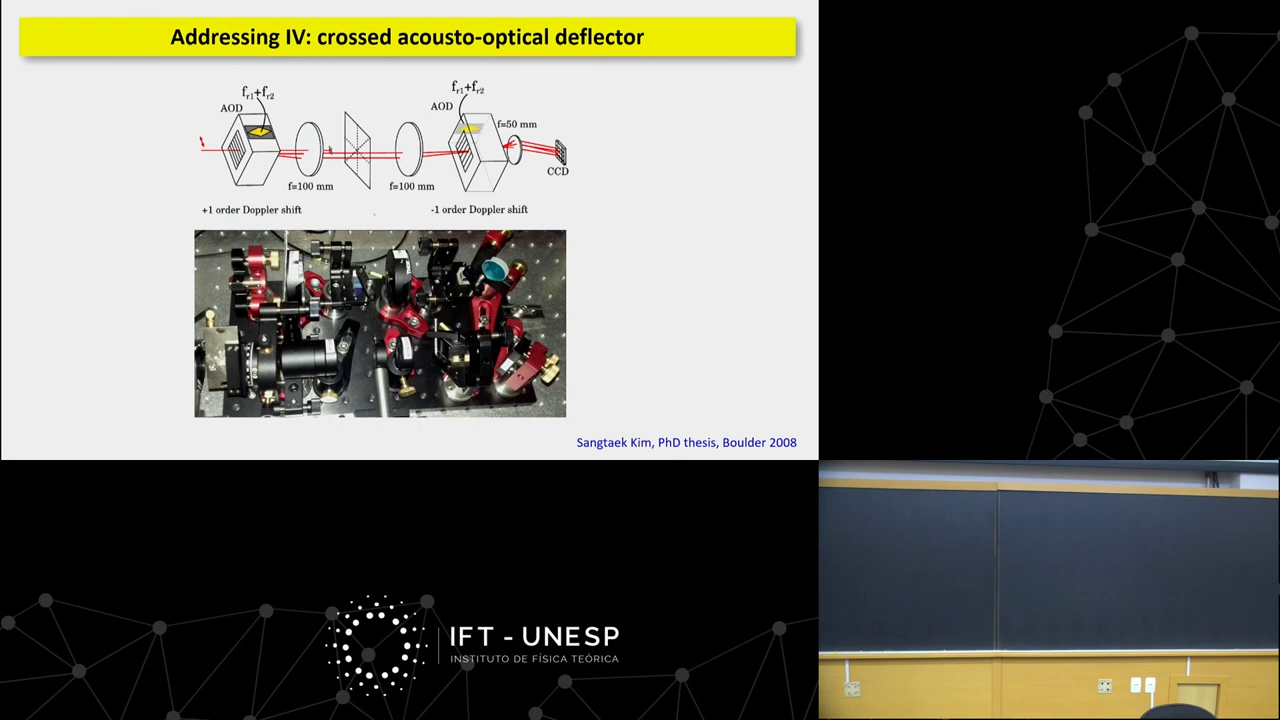 Addressing IV: crossed acousto-optical deflector
fr1+fr2
AOD
f=100 mm
f=100 mm
fr1+fr2
AOD
f=50 mm
CCD
+1 order Doppler shift
-1 order Doppler shift
Sangtaek Kim, PhD thesis, Boulder 2008
IFT - UNESP
INSTITUTO DE FÍSICA TEÓRICA